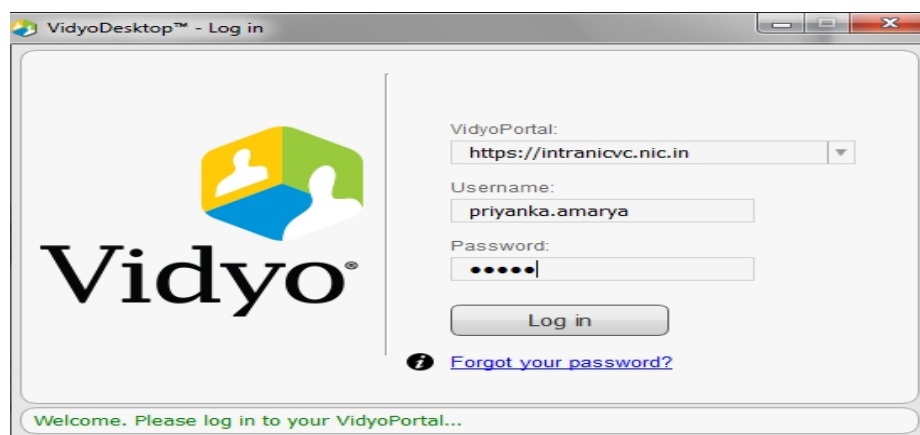 VidyoDesktop™ - Log in
VidyoPortal:
https://intranicvc.nic.in
Username:
priyanka.amarya
Password:
●●●●●
Vidyo®
Log in
i Forgot your password?
Welcome. Please log in to your VidyoPortal...